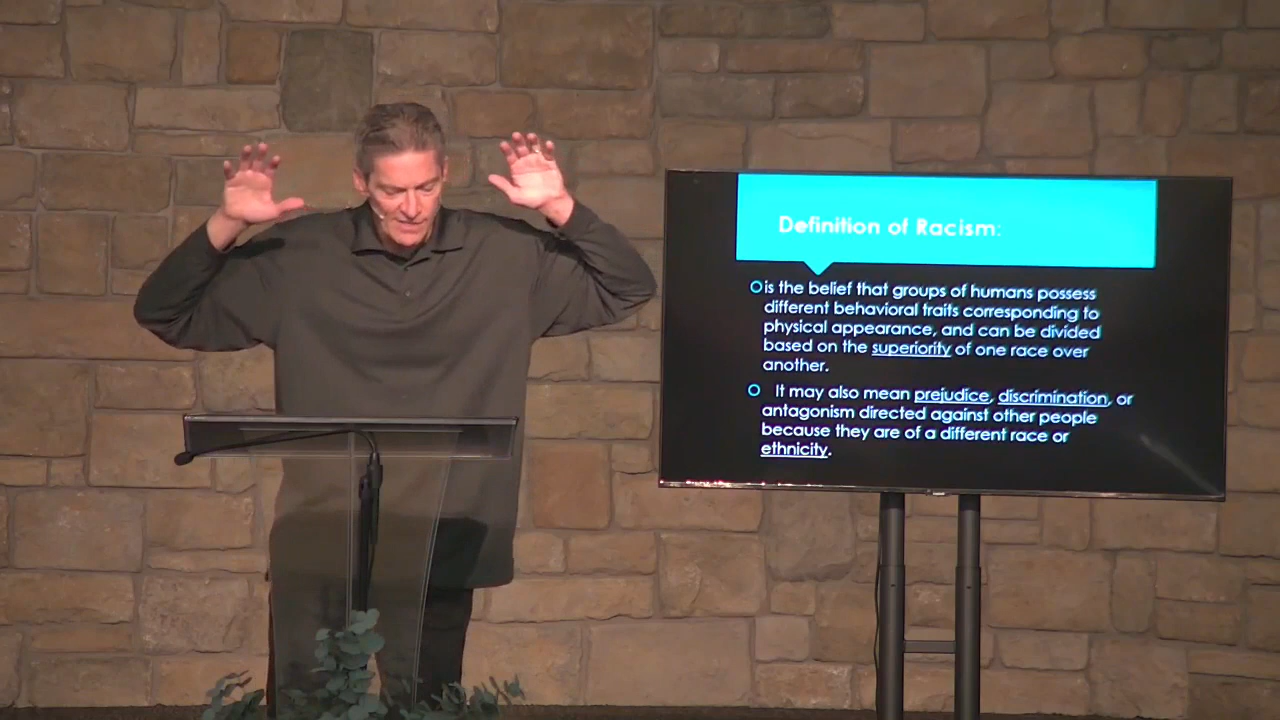 Definition of Racism:
is the belief that groups of humans possess
different behavioral traits corresponding to
physical appearance, and can be divided
based on the superiority of one race over
another.
It may also mean prejudice, discrimination, or
antagonism directed against other people
because they are of a different race or
ethnicity.